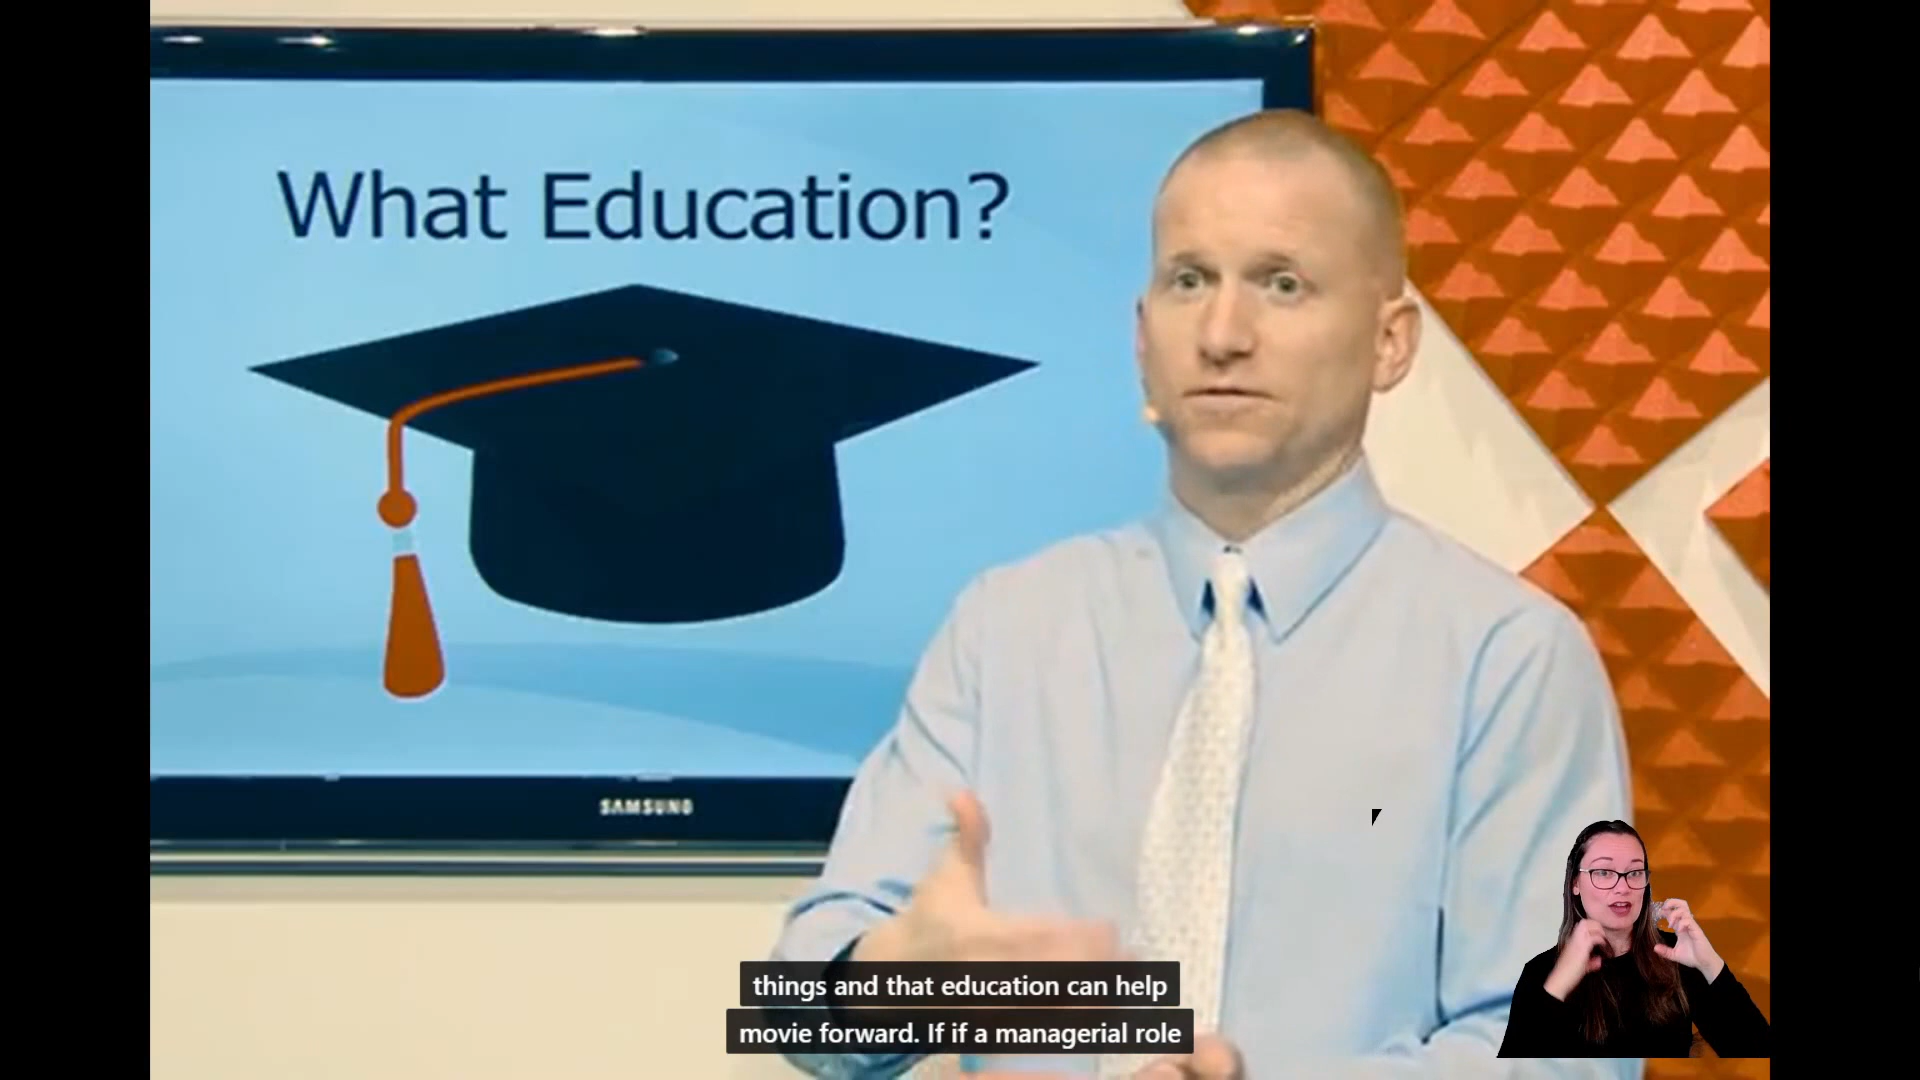 What Education?
SAMSUNG
things and that education can help
movie forward. If if a managerial role